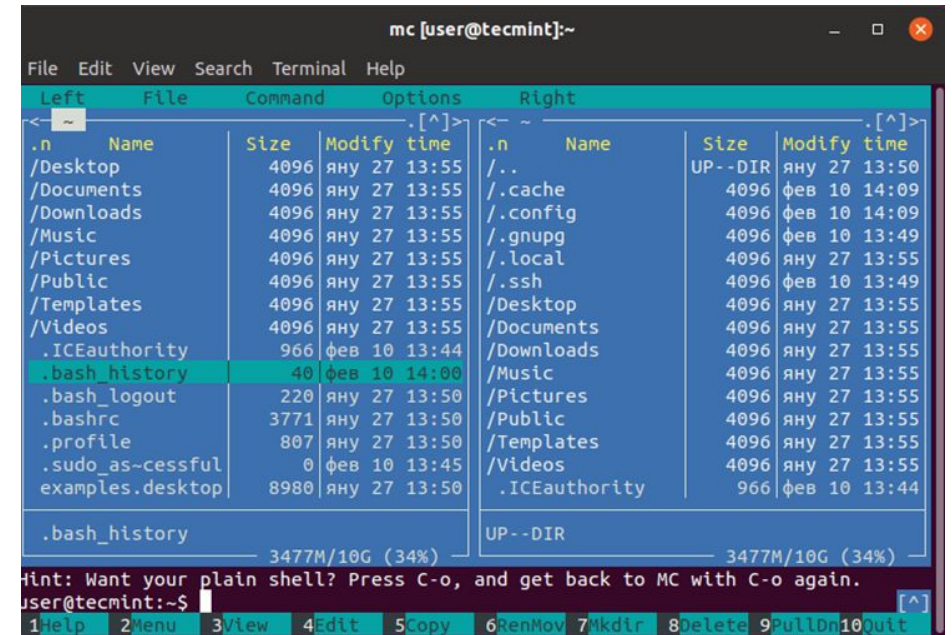 mc [user@tecmint]:~
File Edit View Search Terminal Help
Left File Command Options Right
<─ ~ ─.[^]>
.n Name Size Modify time
/Desktop 4096 яну 27 13:55
/Documents 4096 яну 27 13:55
/Downloads 4096 яну 27 13:55
/Music 4096 яну 27 13:55
/Pictures 4096 яну 27 13:55
/Public 4096 яну 27 13:55
/Templates 4096 яну 27 13:55
/Videos 4096 яну 27 13:55
.ICEauthority 966 фев 10 13:44
.bash_history 40 фев 10 14:00
.bash_logout 220 яну 27 13:50
.bashrc 3771 яну 27 13:50
.profile 807 яну 27 13:50
.sudo_as~cessful 0 фев 10 13:45
examples.desktop 8980 яну 27 13:50
.bash_history
3477M/10G (34%)
<─ ~ ─.[^]>
.n Name Size Modify time
/.. UP--DIR яну 27 13:50
/.cache 4096 фев 10 14:09
/.config 4096 фев 10 14:09
/.gnupg 4096 фев 10 13:49
/.local 4096 яну 27 13:55
/.ssh 4096 фев 10 13:49
/Desktop 4096 яну 27 13:55
/Documents 4096 яну 27 13:55
/Downloads 4096 яну 27 13:55
/Music 4096 яну 27 13:55
/Pictures 4096 яну 27 13:55
/Public 4096 яну 27 13:55
/Templates 4096 яну 27 13:55
/Videos 4096 яну 27 13:55
.ICEauthority 966 фев 10 13:44
UP--DIR
3477M/10G (34%)
Hint: Want your plain shell? Press C-o, and get back to MC with C-o again.
user@tecmint:~$ [^]
1Help 2Menu 3View 4Edit 5Copy 6RenMov 7Mkdir 8Delete 9PullDn 10Quit